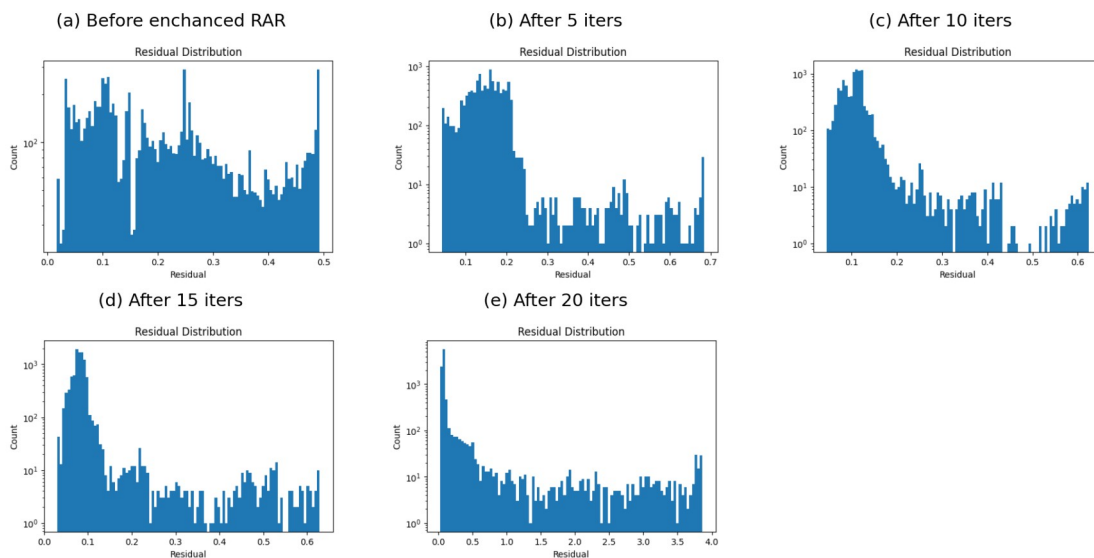 (a) Before enchanced RAR
Residual Distribution
Count
10²
0.0 0.1 0.2 0.3 0.4 0.5
Residual
(b) After 5 iters
Residual Distribution
Count
10³
10²
10¹
10⁰
0.1 0.2 0.3 0.4 0.5 0.6 0.7
Residual
(c) After 10 iters
Residual Distribution
Count
10³
10²
10¹
10⁰
0.1 0.2 0.3 0.4 0.5 0.6
Residual
(d) After 15 iters
Residual Distribution
Count
10³
10²
10¹
10⁰
0.0 0.1 0.2 0.3 0.4 0.5 0.6
Residual
(e) After 20 iters
Residual Distribution
Count
10³
10²
10¹
10⁰
0.0 0.5 1.0 1.5 2.0 2.5 3.0 3.5 4.0
Residual